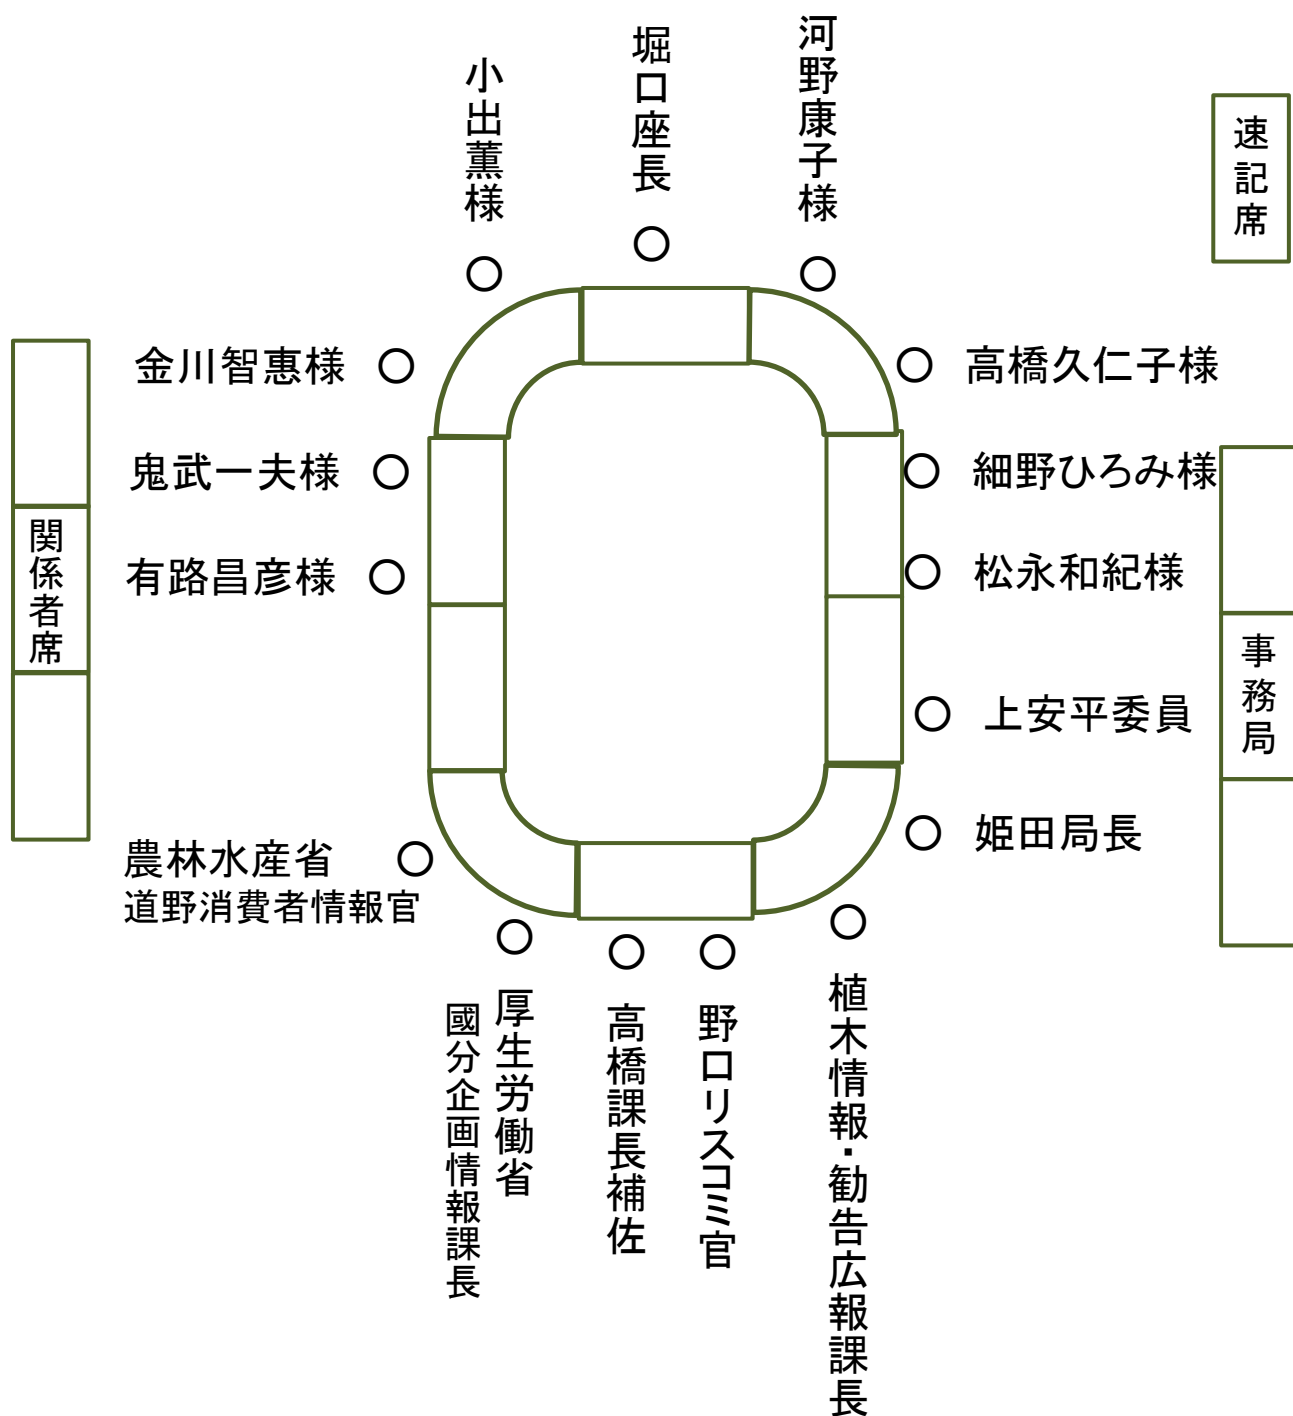 小出薫様
堀口座長
河野康子様
速記席
金川智惠様
高橋久仁子様
鬼武一夫様
細野ひろみ様
関係者席
有路昌彦様
松永和紀様
事務局
上安平委員
姫田局長
農林水産省
道野消費者情報官
厚生労働省
國分企画情報課長
高橋課長補佐
野口リスコミ官
植木情報・勧告広報課長